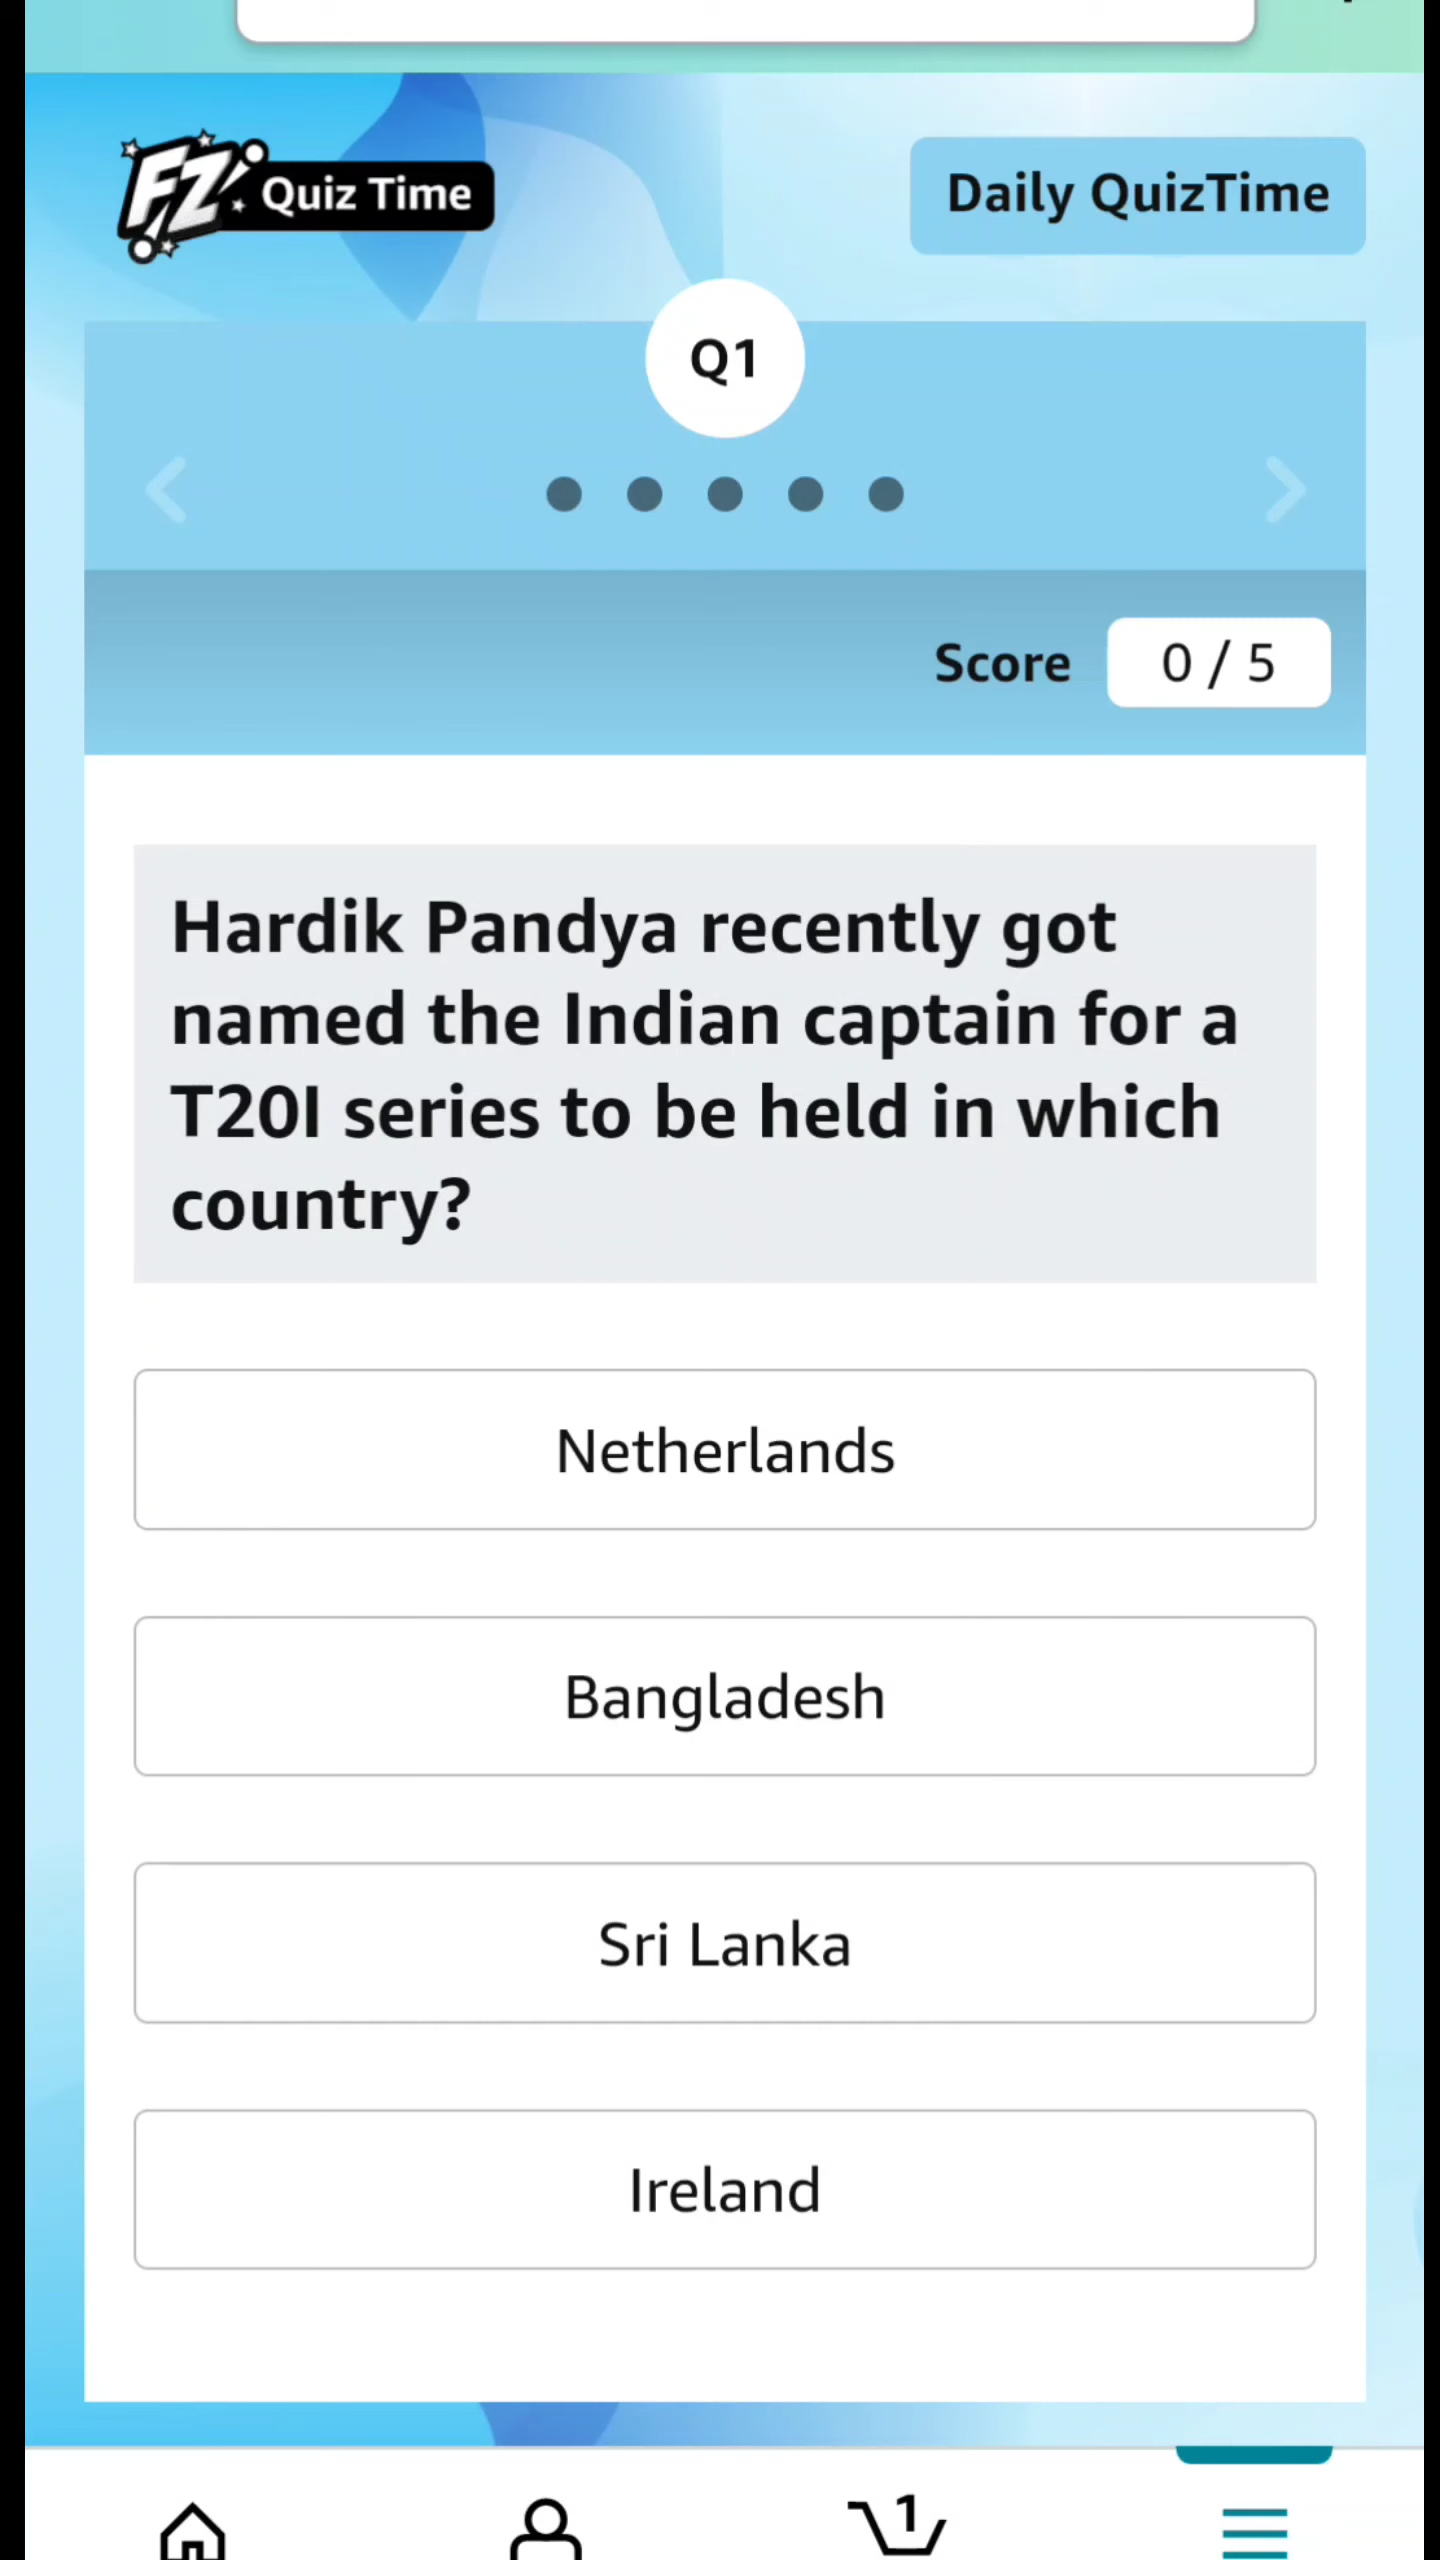 FZ Quiz Time
Daily QuizTime
Q1
Score 0 / 5
Hardik Pandya recently got
named the Indian captain for a
T20I series to be held in which
country?
Netherlands
Bangladesh
Sri Lanka
Ireland
1